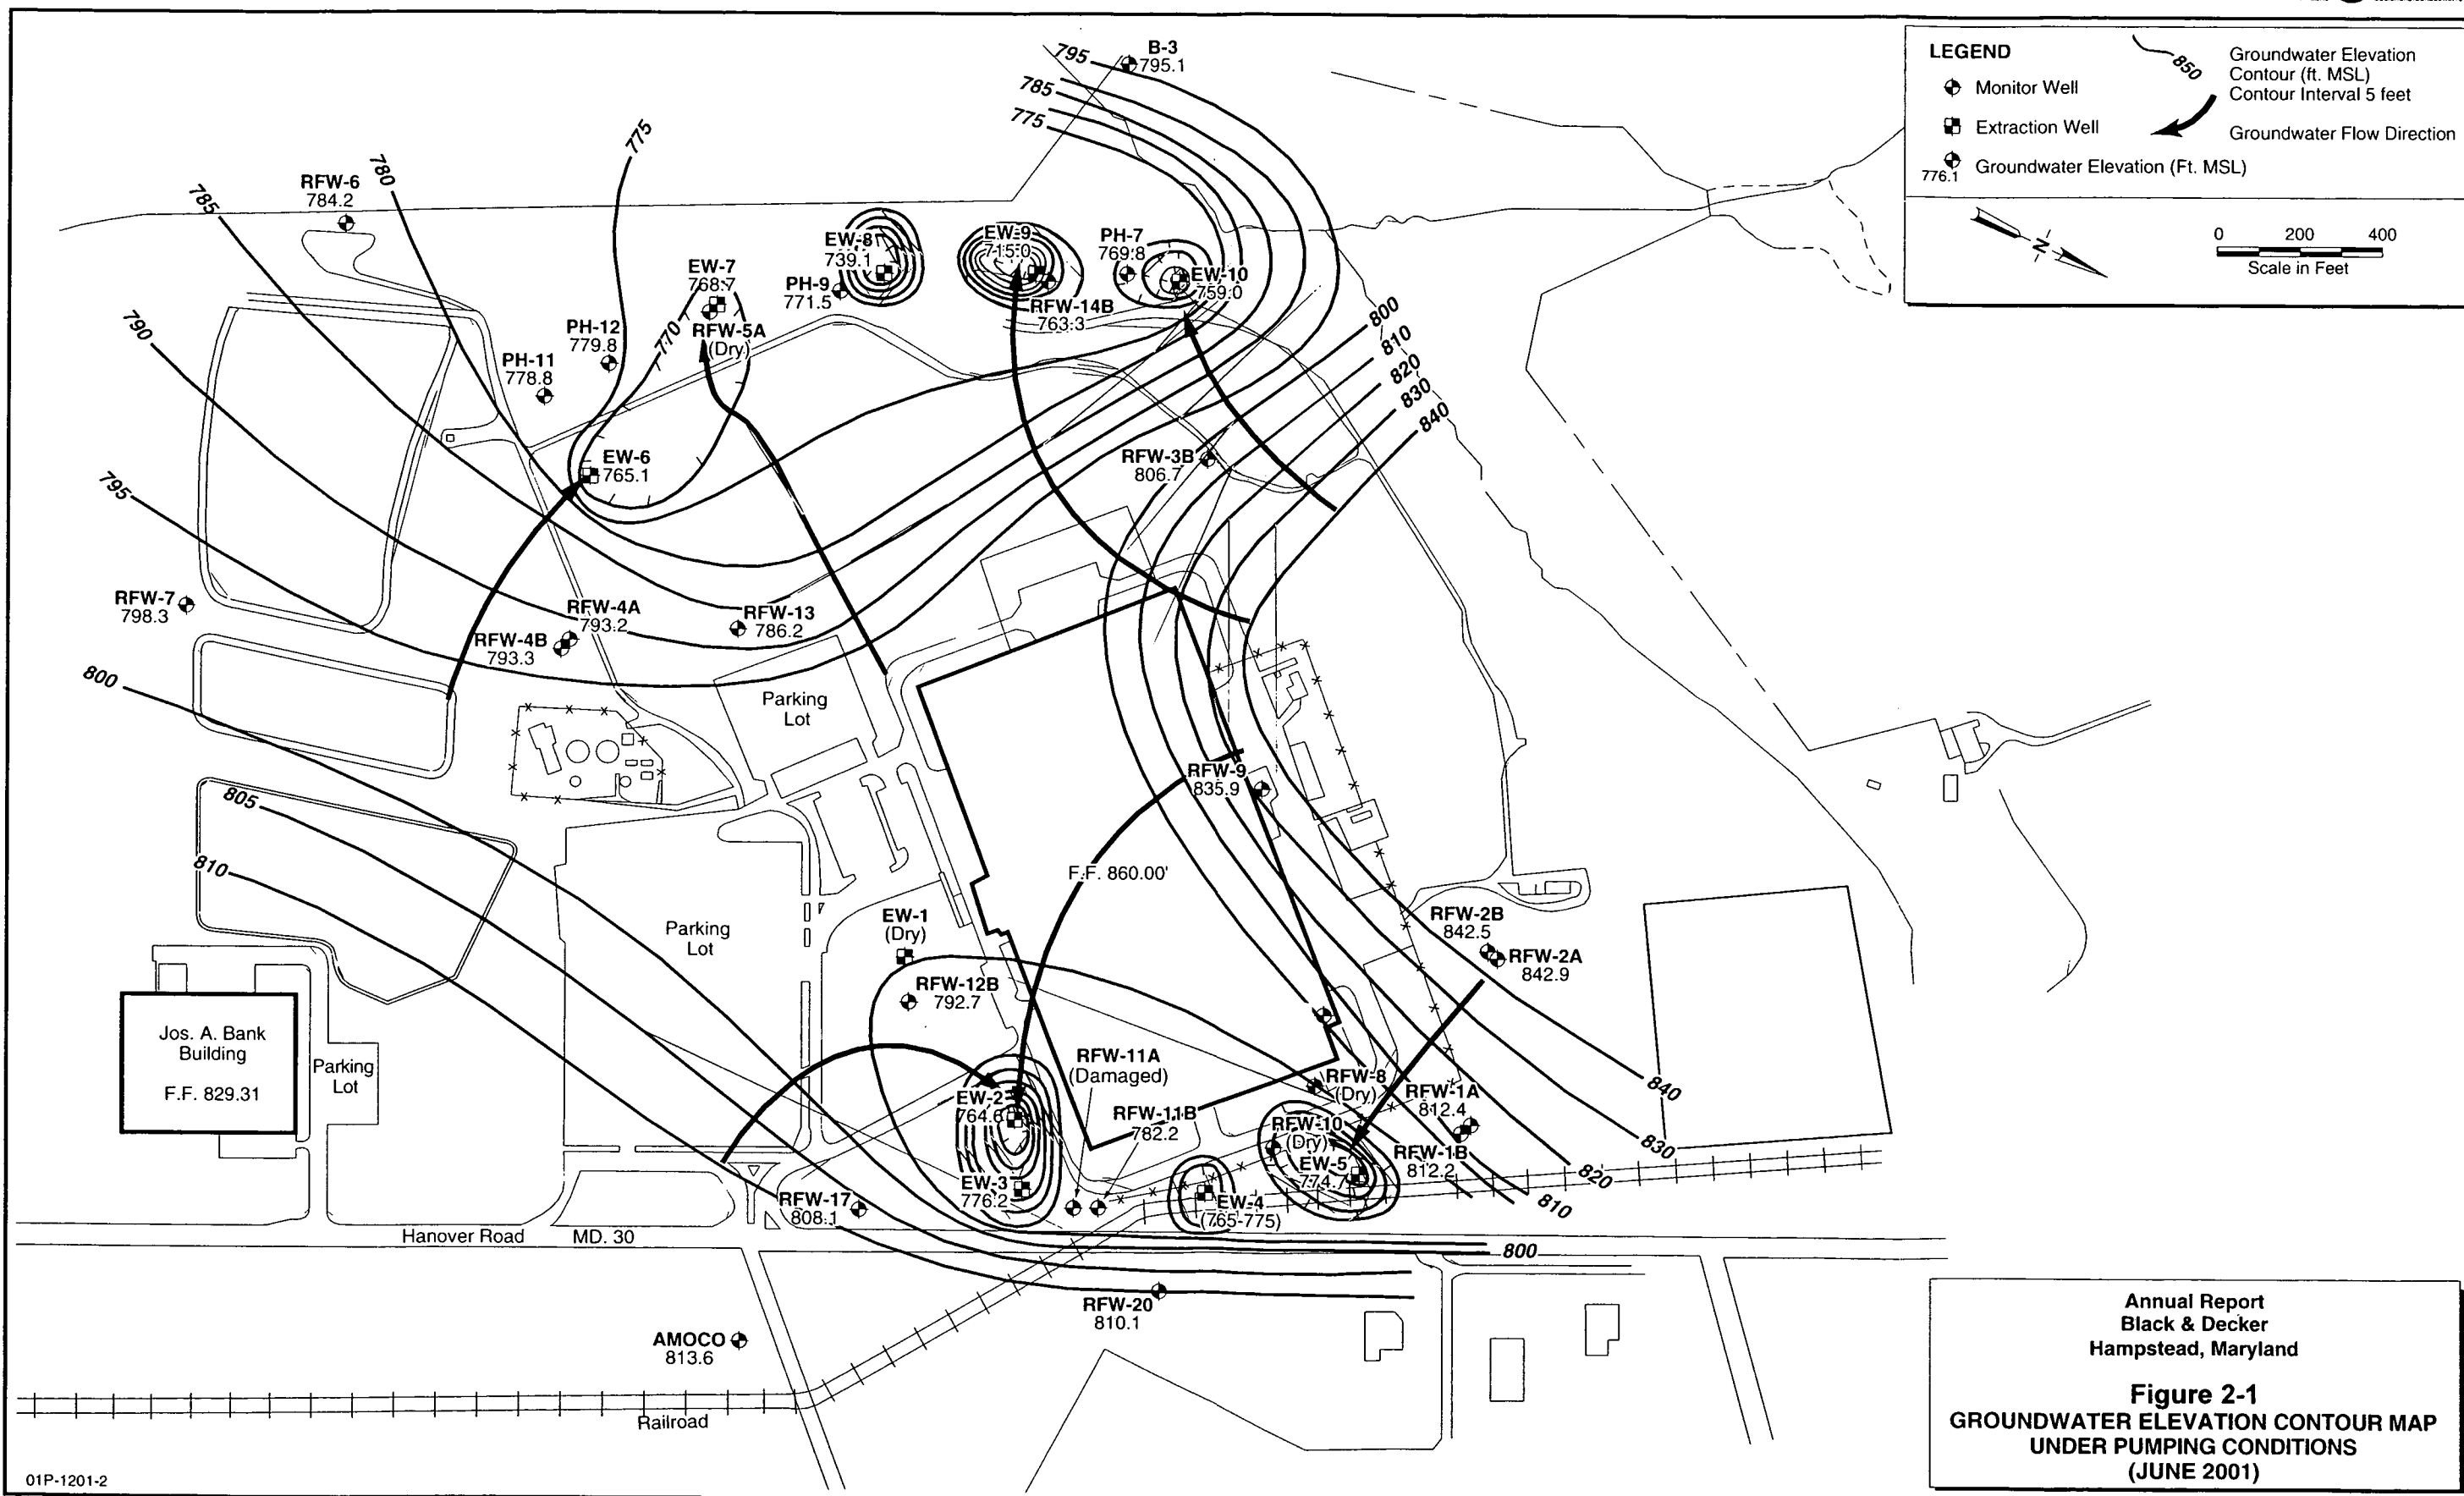 LEGEND
Monitor Well
Extraction Well
776.1 Groundwater Elevation (Ft. MSL)
850
Groundwater Elevation
Contour (ft. MSL)
Contour Interval 5 feet
Groundwater Flow Direction
N
0 200 400
Scale in Feet
795
B-3
795.1
785
775
775
780
785
RFW-6
784.2
790
795
800
805
810
EW-8
739.1
EW-9
715.0
PH-7
769.8
EW-10
759.0
EW-7
768.7
PH-9
771.5
RFW-14B
763.3
RFW-5A
(Dry)
770
PH-12
779.8
PH-11
778.8
800
810
820
830
840
EW-6
765.1
RFW-3B
806.7
RFW-7
798.3
RFW-4A
793.2
RFW-4B
793.3
RFW-13
786.2
Parking
Lot
RFW-9
835.9
F.F. 860.00'
Parking
Lot
EW-1
(Dry)
RFW-12B
792.7
RFW-2B
842.5
RFW-2A
842.9
Jos. A. Bank
Building
F.F. 829.31
Parking
Lot
RFW-11A
(Damaged)
RFW-8
(Dry)
RFW-1A
812.4
EW-2
764.6
RFW-11B
782.2
RFW-10
(Dry)
RFW-1B
812.2
EW-5
774.7
EW-3
776.2
EW-4
(765-775)
RFW-17
808.1
840
830
820
810
800
Hanover Road MD. 30
RFW-20
810.1
AMOCO
813.6
Railroad
01P-1201-2
Annual Report
Black & Decker
Hampstead, Maryland
Figure 2-1
GROUNDWATER ELEVATION CONTOUR MAP
UNDER PUMPING CONDITIONS
(JUNE 2001)